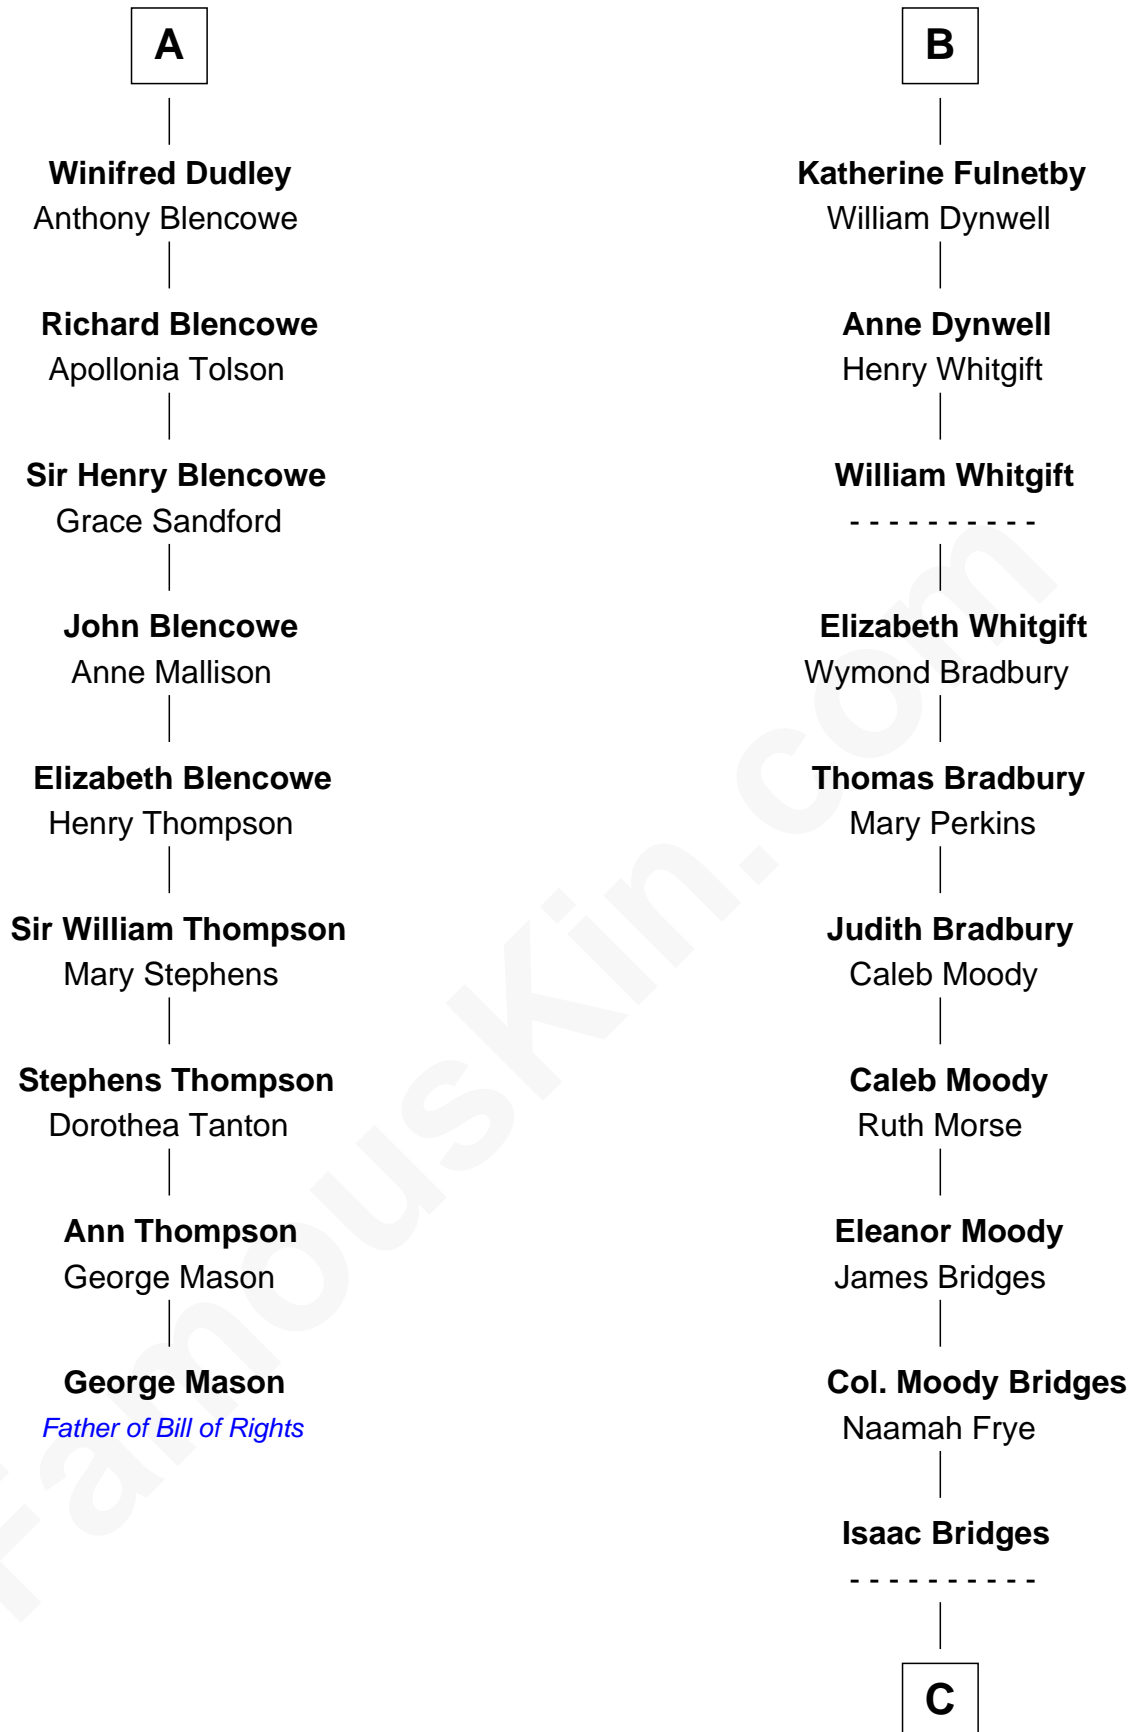 A
Winifred Dudley
Anthony Blencowe
Richard Blencowe
Apollonia Tolson
Sir Henry Blencowe
Grace Sandford
John Blencowe
Anne Mallison
Elizabeth Blencowe
Henry Thompson
Sir William Thompson
Mary Stephens
Stephens Thompson
Dorothea Tanton
Ann Thompson
George Mason
George Mason
Father of Bill of Rights
B
Katherine Fulnetby
William Dynwell
Anne Dynwell
Henry Whitgift
William Whitgift
- - - - - - - - - -
Elizabeth Whitgift
Wymond Bradbury
Thomas Bradbury
Mary Perkins
Judith Bradbury
Caleb Moody
Caleb Moody
Ruth Morse
Eleanor Moody
James Bridges
Col. Moody Bridges
Naamah Frye
Isaac Bridges
- - - - - - - - - -
C
FamousKin.com